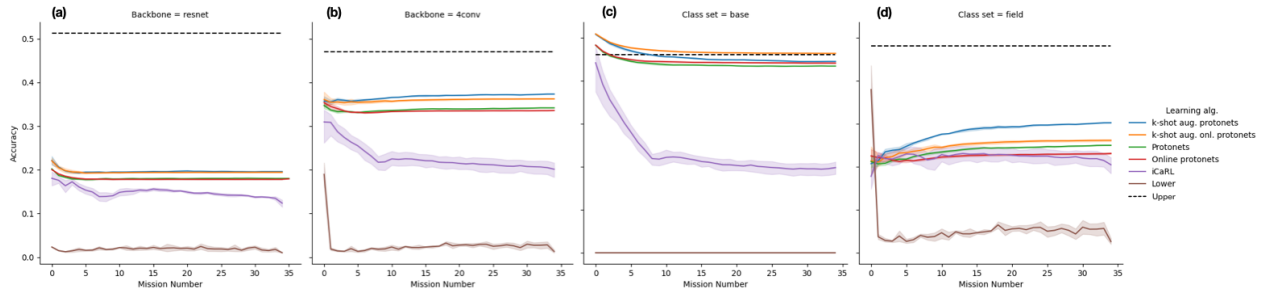 (a) Backbone = resnet
(b) Backbone = 4conv
(c) Class set = base
(d) Class set = field
Accuracy
0.5
0.4
0.3
0.2
0.1
0.0
0 5 10 15 20 25 30 35
0 5 10 15 20 25 30 35
0 5 10 15 20 25 30 35
0 5 10 15 20 25 30 35
Mission Number
Mission Number
Mission Number
Mission Number
Learning alg.
k-shot aug. protonets
k-shot aug. onl. protonets
Protonets
Online protonets
iCaRL
Lower
Upper